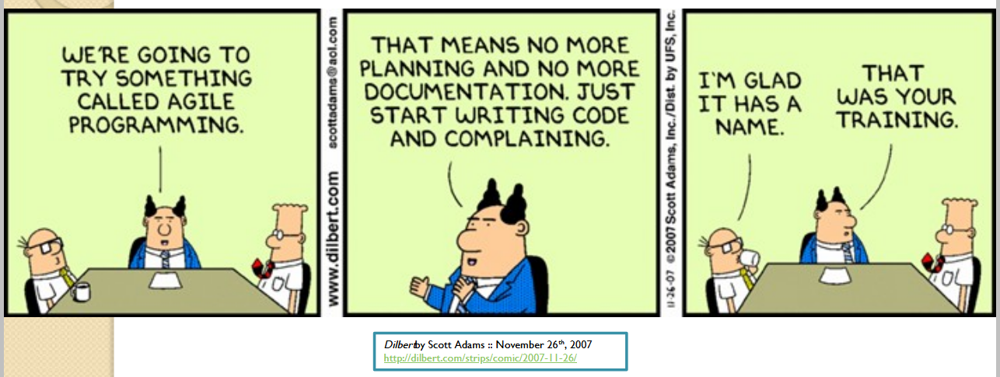 WE'RE GOING TO
TRY SOMETHING
CALLED AGILE
PROGRAMMING.
www.dilbert.com scottadams@aol.com
THAT MEANS NO MORE
PLANNING AND NO MORE
DOCUMENTATION. JUST
START WRITING CODE
AND COMPLAINING.
11-26-07 ©2007 Scott Adams, Inc./Dist. by UFS, Inc.
I'M GLAD
IT HAS A
NAME.
THAT
WAS YOUR
TRAINING.
Dilbert by Scott Adams :: November 26th, 2007
http://dilbert.com/strips/comic/2007-11-26/